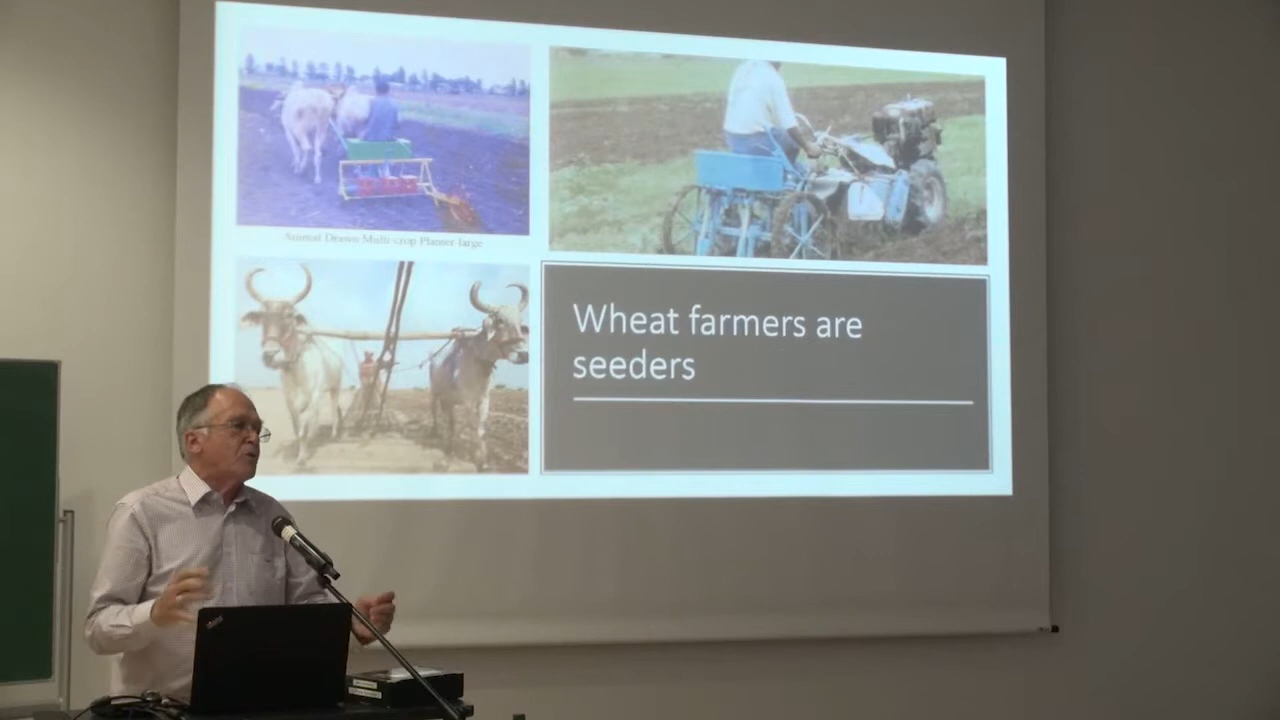 Animal Drawn Multi-crop Planter-large
Wheat farmers are
seeders